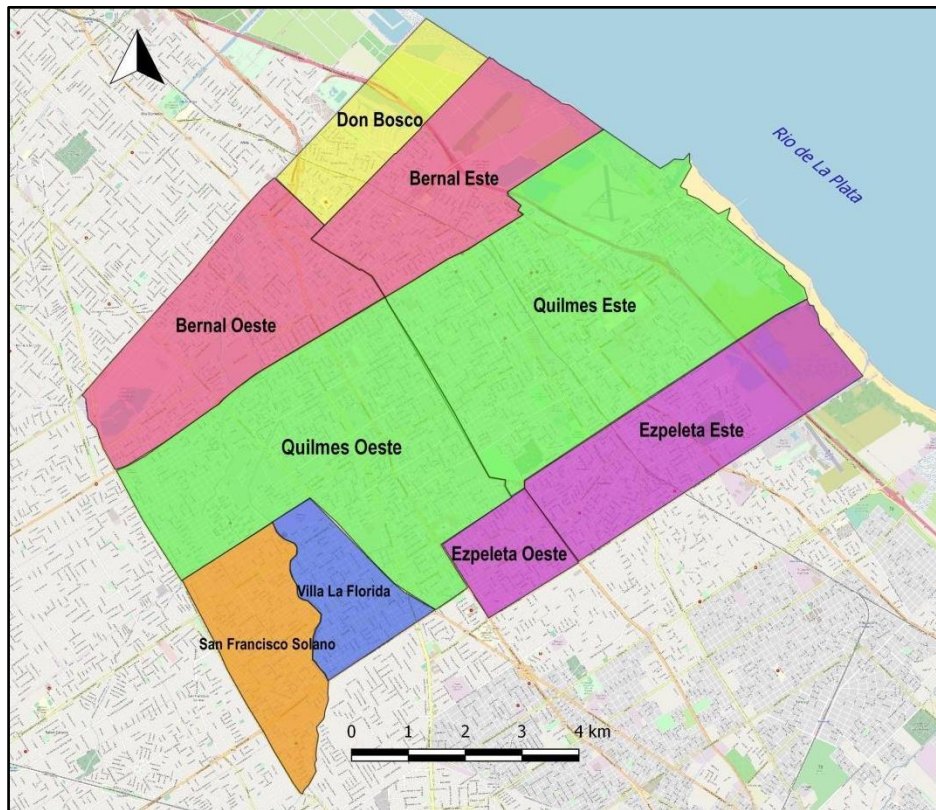 Don Bosco
Rio de La Plata
Bernal Este
Quilmes Este
Bernal Oeste
Ezpeleta Este
Quilmes Oeste
Ezpeleta Oeste
Villa La Florida
San Francisco Solano
0 1 2 3 4 km